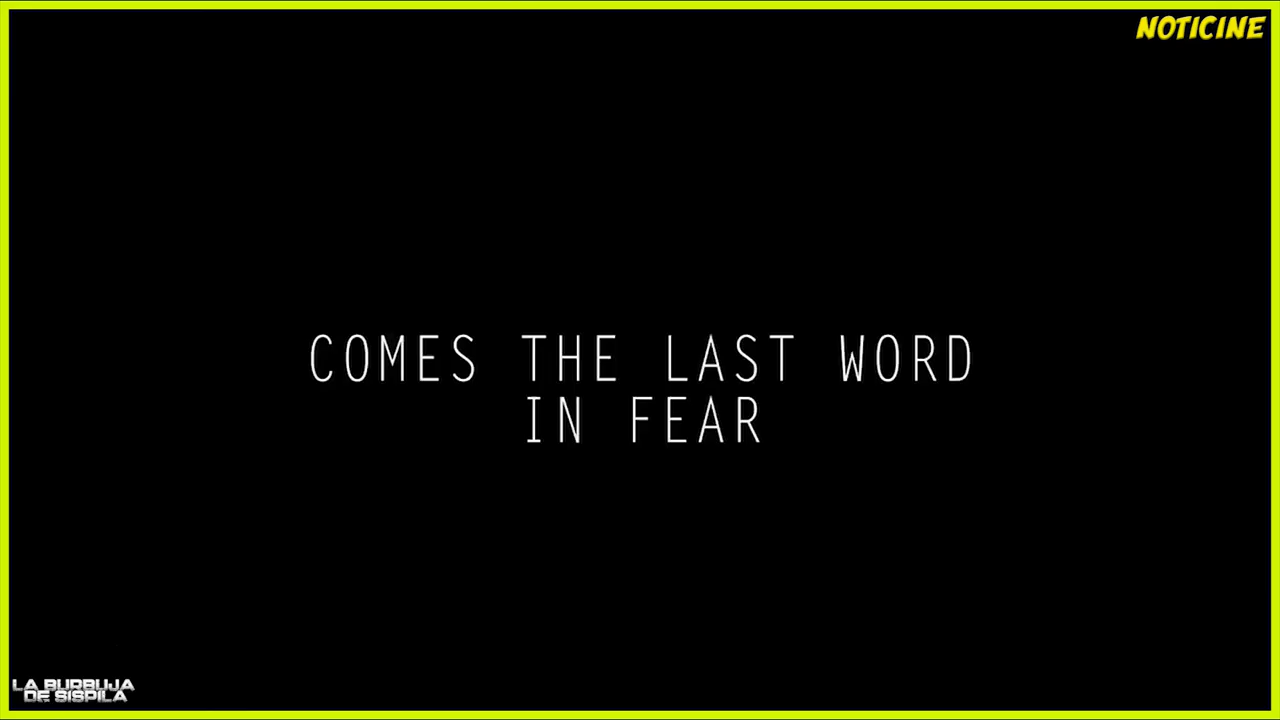 NOTICINE
COMES THE LAST WORD
IN FEAR
LA BURBUJA
DE SISPILA